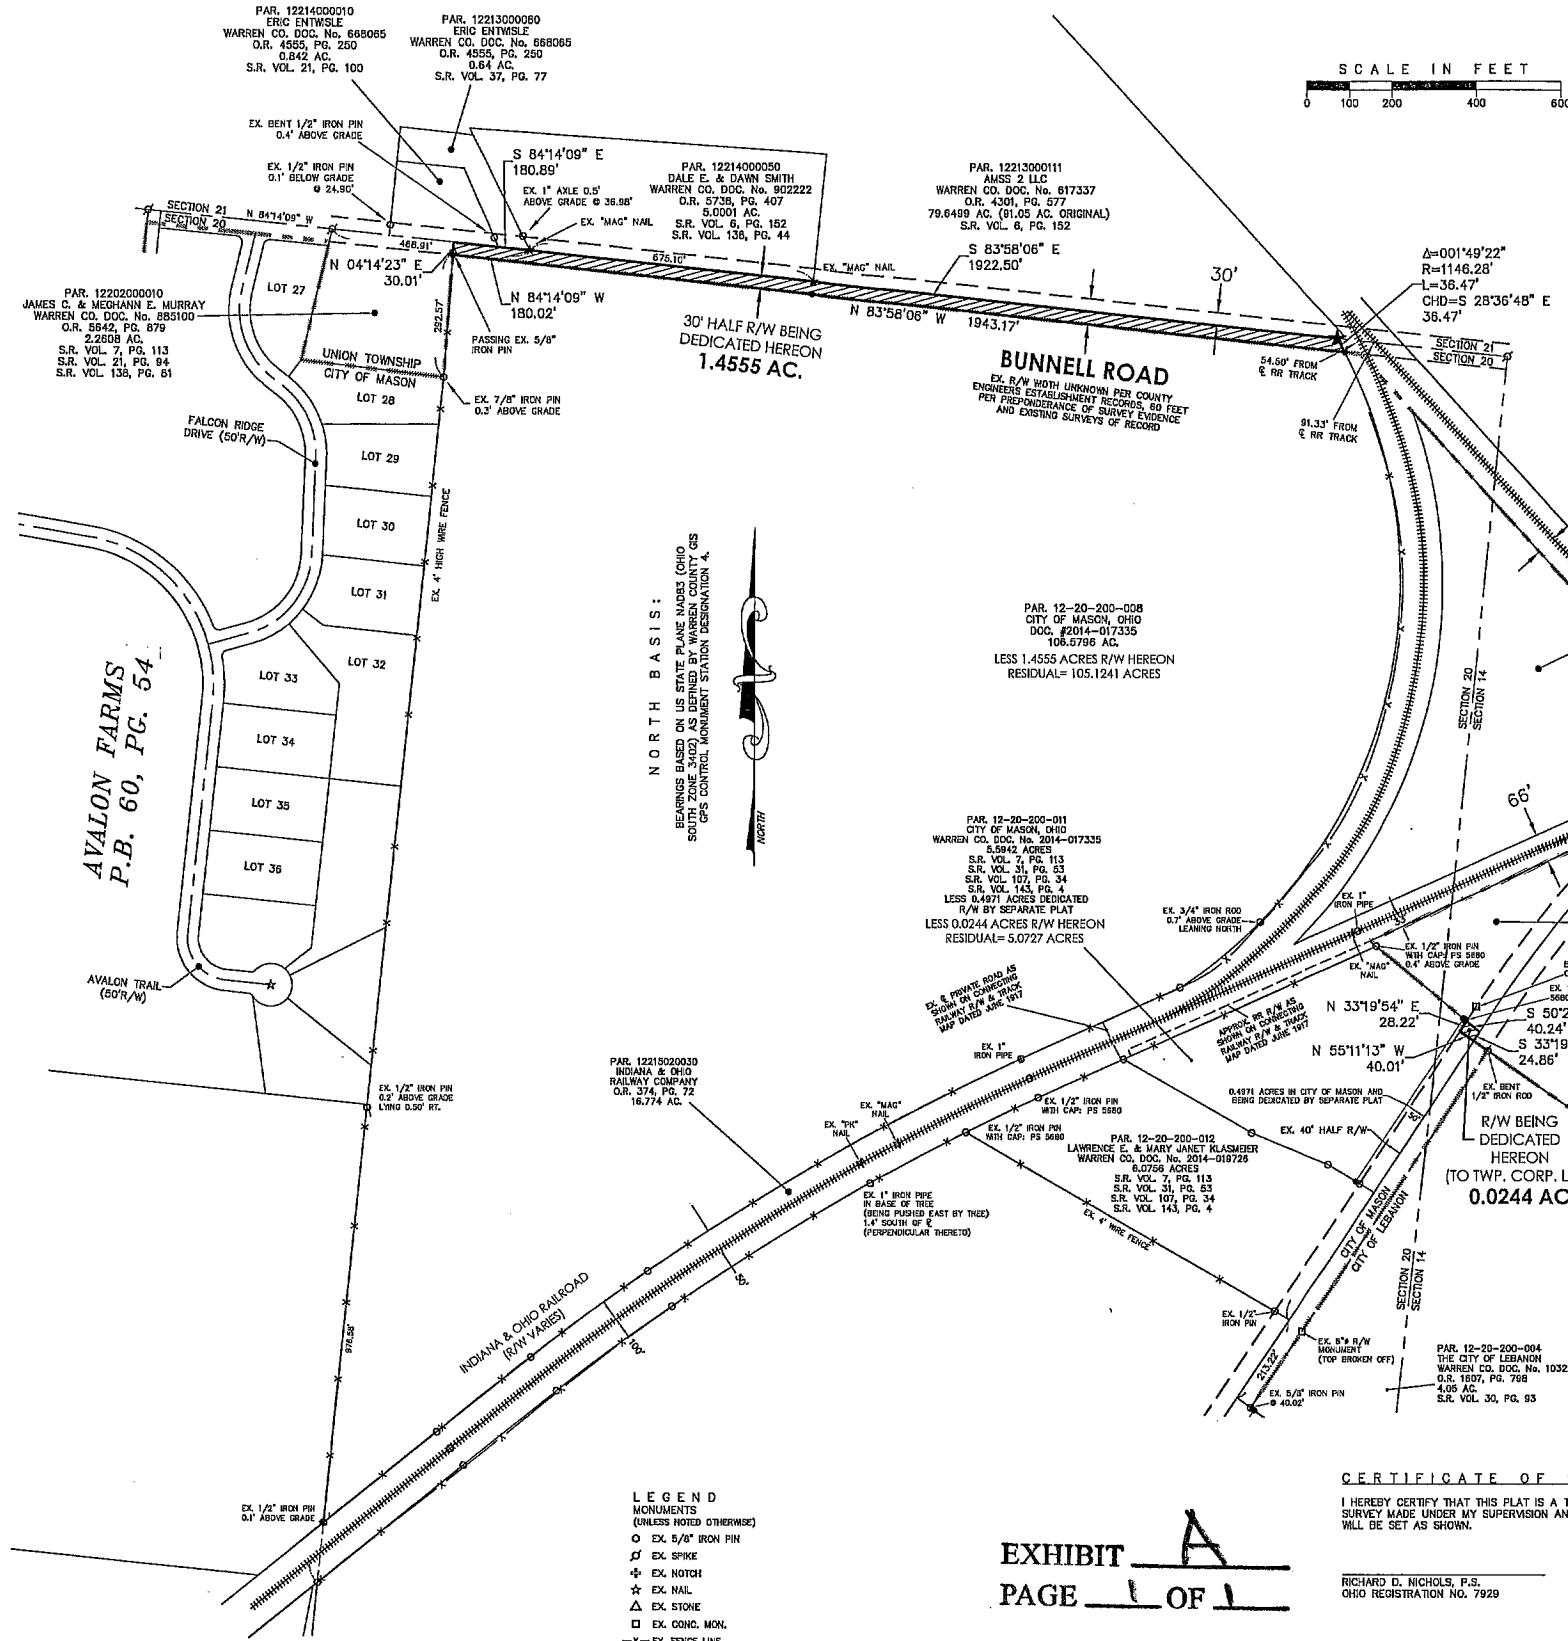 PAR. 12214000010
ERIC ENTWISLE
WARREN CO. DOC. No. 668065
O.R. 4555, PG. 250
0.842 AC.
S.R. VOL. 21, PG. 100
PAR. 12213000060
ERIC ENTWISLE
WARREN CO. DOC. No. 668065
O.R. 4555, PG. 250
0.64 AC.
S.R. VOL. 37, PG. 77
SCALE IN FEET
0 100 200 400 600
EX. BENT 1/2" IRON PIN
0.4' ABOVE GRADE
EX. 1/2" IRON PIN
0.1' BELOW GRADE
@ 24.90'
S 84°14'09" E
180.89'
EX. 1" AXLE 0.5'
ABOVE GRADE @ 36.98'
EX. "MAG" NAIL
PAR. 12214000050
DALE E. & DAWN SMITH
WARREN CO. DOC. No. 902222
O.R. 5736, PG. 407
5.0001 AC.
S.R. VOL. 6, PG. 152
S.R. VOL. 138, PG. 44
PAR. 12213000111
AMSS 2 LLC
WARREN CO. DOC. No. 617337
O.R. 4301, PG. 577
79.6499 AC. (91.05 AC. ORIGINAL)
S.R. VOL. 6, PG. 152
SECTION 21
SECTION 20
N 84°14'09" W
468.91'
675.10'
EX. "MAG" NAIL
S 83°58'06" E
1922.50'
30'
Δ=001°49'22"
R=1146.28'
L=36.47'
CHD=S 28°36'48" E
36.47'
N 04°14'23" E
30.01'
N 84°14'09" W
180.02'
N 83°58'06" W 1943.17'
LOT 27
PAR. 12202000010
JAMES C. & MEGHANN E. MURRAY
WARREN CO. DOC. No. 885100
O.R. 5642, PG. 879
2.2608 AC.
S.R. VOL. 7, PG. 113
S.R. VOL. 21, PG. 94
S.R. VOL. 138, PG. 81
292.57'
PASSING EX. 5/8"
IRON PIN
30' HALF R/W BEING
DEDICATED HEREON
1.4555 AC.
BUNNELL ROAD
EX. R/W WIDTH UNKNOWN PER COUNTY
ENGINEERS ESTABLISHMENT RECORDS, 60 FEET
PER PREPONDERANCE OF SURVEY EVIDENCE
AND EXISTING SURVEYS OF RECORD
54.50' FROM
℄ RR TRACK
SECTION 21
SECTION 20
91.33' FROM
℄ RR TRACK
UNION TOWNSHIP
CITY OF MASON
LOT 28
EX. 7/8" IRON PIN
0.3' ABOVE GRADE
FALCON RIDGE
DRIVE (50'R/W)
LOT 29
LOT 30
LOT 31
LOT 32
EX. 4' HIGH WIRE FENCE
LOT 33
LOT 34
LOT 35
LOT 36
AVALON FARMS
P.B. 60, PG. 54
AVALON TRAIL
(50'R/W)
NORTH BASIS:
BEARINGS BASED ON US STATE PLANE NAD83 (OHIO
SOUTH ZONE 3402) AS DEFINED BY WARREN COUNTY GIS
GPS CONTROL MONUMENT STATION DESIGNATION 4.
NORTH
PAR. 12-20-200-008
CITY OF MASON, OHIO
DOC. #2014-017335
106.5796 AC.
LESS 1.4555 ACRES R/W HEREON
RESIDUAL= 105.1241 ACRES
SECTION 20
SECTION 14
66'
PAR. 12-20-200-011
CITY OF MASON, OHIO
WARREN CO. DOC. No. 2014-017335
5.5942 ACRES
S.R. VOL. 7, PG. 113
S.R. VOL. 31, PG. 53
S.R. VOL. 107, PG. 34
S.R. VOL. 143, PG. 4
LESS 0.4971 ACRES DEDICATED
R/W BY SEPARATE PLAT
LESS 0.0244 ACRES R/W HEREON
RESIDUAL= 5.0727 ACRES
EX. 3/4" IRON ROD
0.7' ABOVE GRADE
LEANING NORTH
EX. 1"
IRON PIPE
33'
EX. "MAG"
NAIL
EX. 1/2" IRON PIN
WITH CAP: PS 5680
0.4' ABOVE GRADE
EX. ℄ PRIVATE ROAD AS
SHOWN ON CONNECTING
RAILWAY R/W & TRACK
MAP DATED JUNE 1917
APPROX. RR R/W AS
SHOWN ON CONNECTING
RAILWAY R/W & TRACK
MAP DATED JUNE 1917
N 33°19'54" E
28.22'
N 55°11'13" W
40.01'
S 50°2
40.24'
S 33°19
24.86'
EX. BENT
1/2" IRON ROD
EX. 1"
IRON PIPE
PAR. 12215020030
INDIANA & OHIO
RAILWAY COMPANY
O.R. 374, PG. 72
16.774 AC.
EX. 1/2" IRON PIN
0.2' ABOVE GRADE
LYING 0.50' RT.
EX. "MAG"
NAIL
EX. "PK"
NAIL
EX. 1/2" IRON PIN
WITH CAP: PS 5680
EX. 1/2" IRON PIN
WITH CAP: PS 5680
0.4971 ACRES IN CITY OF MASON AND
BEING DEDICATED BY SEPARATE PLAT
EX. 40' HALF R/W
50'
R/W BEING
DEDICATED
HEREON
(TO TWP. CORP. L
0.0244 AC
PAR. 12-20-200-012
LAWRENCE E. & MARY JANET KLASMEIER
WARREN CO. DOC. No. 2014-019726
6.0756 ACRES
S.R. VOL. 7, PG. 113
S.R. VOL. 31, PG. 53
S.R. VOL. 107, PG. 34
S.R. VOL. 143, PG. 4
EX. 1" IRON PIPE
IN BASE OF TREE
(BEING PUSHED EAST BY TREE)
1.4' SOUTH OF ℄
(PERPENDICULAR THERETO)
EX. 4' WIRE FENCE
CITY OF MASON
CITY OF LEBANON
SECTION 20
SECTION 14
50'
100'
INDIANA & OHIO RAILROAD
(R/W VARIES)
976.58'
EX. 1/2"
IRON PIN
EX. 6"⌀ R/W
MONUMENT
(TOP BROKEN OFF)
213.22'
EX. 5/8" IRON PIN
@ 40.02'
PAR. 12-20-200-004
THE CITY OF LEBANON
WARREN CO. DOC. No. 1032
O.R. 1607, PG. 798
4.05 AC.
S.R. VOL. 30, PG. 93
EX. 1/2" IRON PIN
0.1' ABOVE GRADE
LEGEND
MONUMENTS
(UNLESS NOTED OTHERWISE)
EX. 5/8" IRON PIN
EX. SPIKE
EX. NOTCH
EX. NAIL
EX. STONE
EX. CONC. MON.
EX. FENCE LINE
EXHIBIT A
PAGE 1 OF 1
CERTIFICATE OF
I HEREBY CERTIFY THAT THIS PLAT IS A T
SURVEY MADE UNDER MY SUPERVISION AN
WILL BE SET AS SHOWN.
RICHARD D. NICHOLS, P.S.
OHIO REGISTRATION NO. 7929